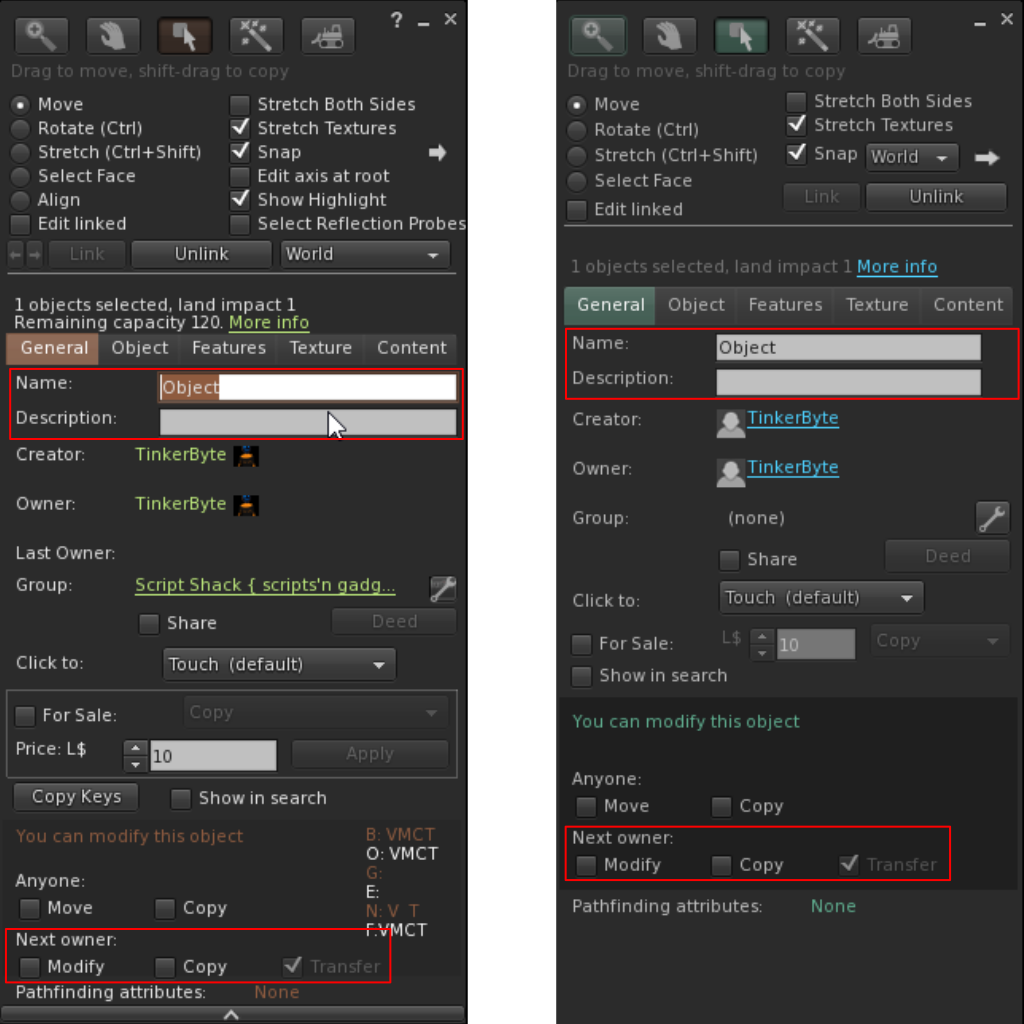 ?
Drag to move, shift-drag to copy
Move
Stretch Both Sides
Rotate (Ctrl)
Stretch Textures
Stretch (Ctrl+Shift)
Snap
Select Face
Edit axis at root
Align
Show Highlight
Edit linked
Select Reflection Probes
Link
Unlink
World
1 objects selected, land impact 1
Remaining capacity 120. More info
General Object Features Texture Content
Name: Object
Description:
Creator: TinkerByte
Owner: TinkerByte
Last Owner:
Group: Script Shack { scripts'n gadg...
Share
Deed
Click to: Touch (default)
For Sale: Copy
Price: L$ 10 Apply
Copy Keys
Show in search
You can modify this object
B: VMCT
O: VMCT
G:
E:
N: V T
F:VMCT
Anyone:
Move Copy
Next owner:
Modify Copy Transfer
Pathfinding attributes: None
Drag to move, shift-drag to copy
Move
Stretch Both Sides
Rotate (Ctrl)
Stretch Textures
Stretch (Ctrl+Shift)
Snap World
Select Face
Link Unlink
Edit linked
1 objects selected, land impact 1 More info
General Object Features Texture Content
Name: Object
Description:
Creator: TinkerByte
Owner: TinkerByte
Group: (none)
Share
Deed
Click to: Touch (default)
For Sale: L$ 10 Copy
Show in search
You can modify this object
Anyone:
Move Copy
Next owner:
Modify Copy Transfer
Pathfinding attributes: None